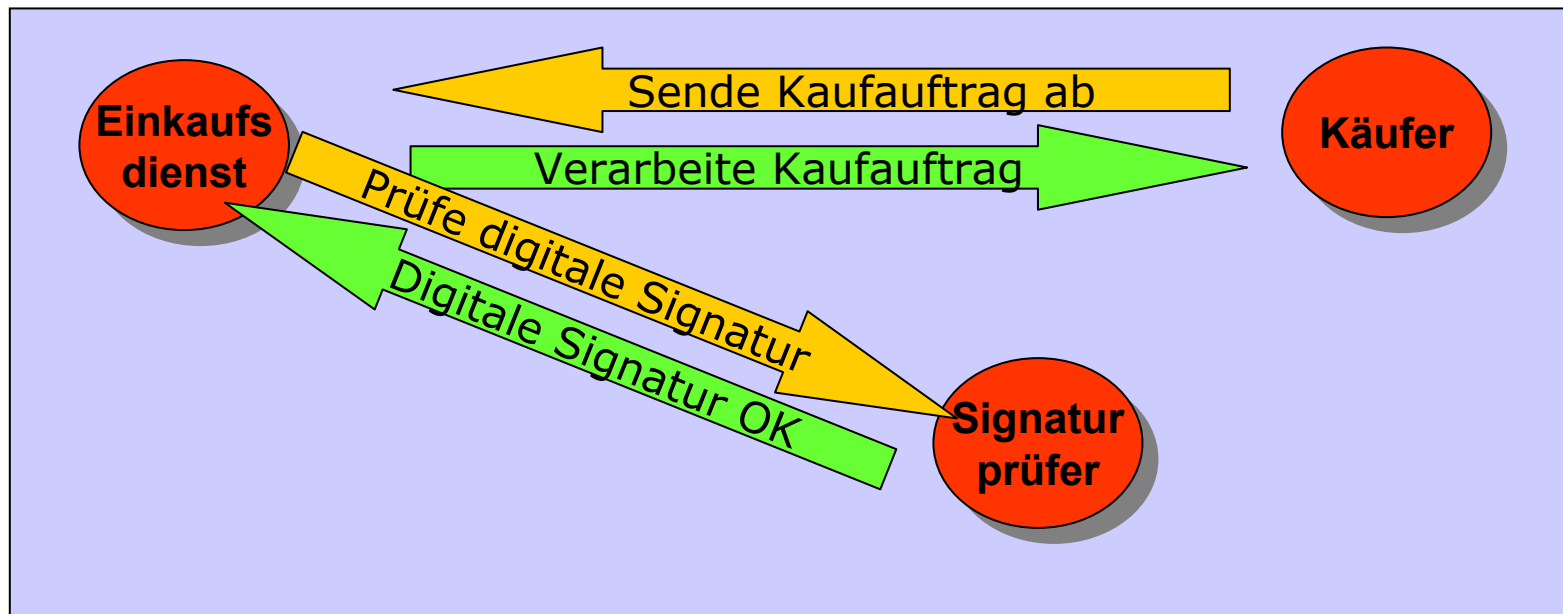 Sende Kaufauftrag ab
Einkaufs
dienst
Käufer
Verarbeite Kaufauftrag
Prüfe digitale Signatur
Digitale Signatur OK
Signatur
prüfer